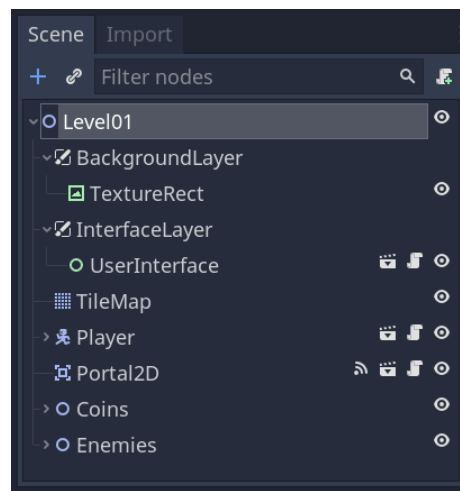 Scene Import
Filter nodes
Level01
BackgroundLayer
TextureRect
InterfaceLayer
UserInterface
TileMap
Player
Portal2D
Coins
Enemies